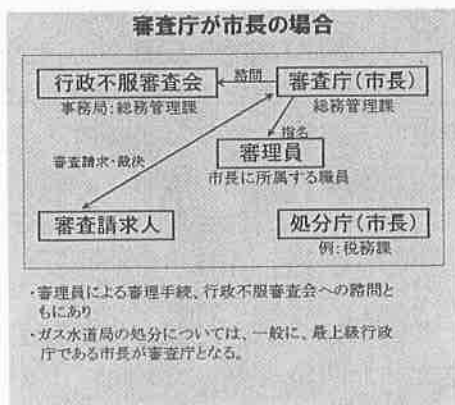 審査庁が市長の場合
行政不服審査会
諮問
審査庁(市長)
事務局:総務管理課
総務管理課
指名
審査請求・裁決
審理員
市長に所属する職員
審査請求人
処分庁(市長)
例:税務課
・審理員による審理手続、行政不服審査会への諮問と
もにあり
・ガス水道局の処分については、一般に、最上級行政
庁である市長が審査庁となる。